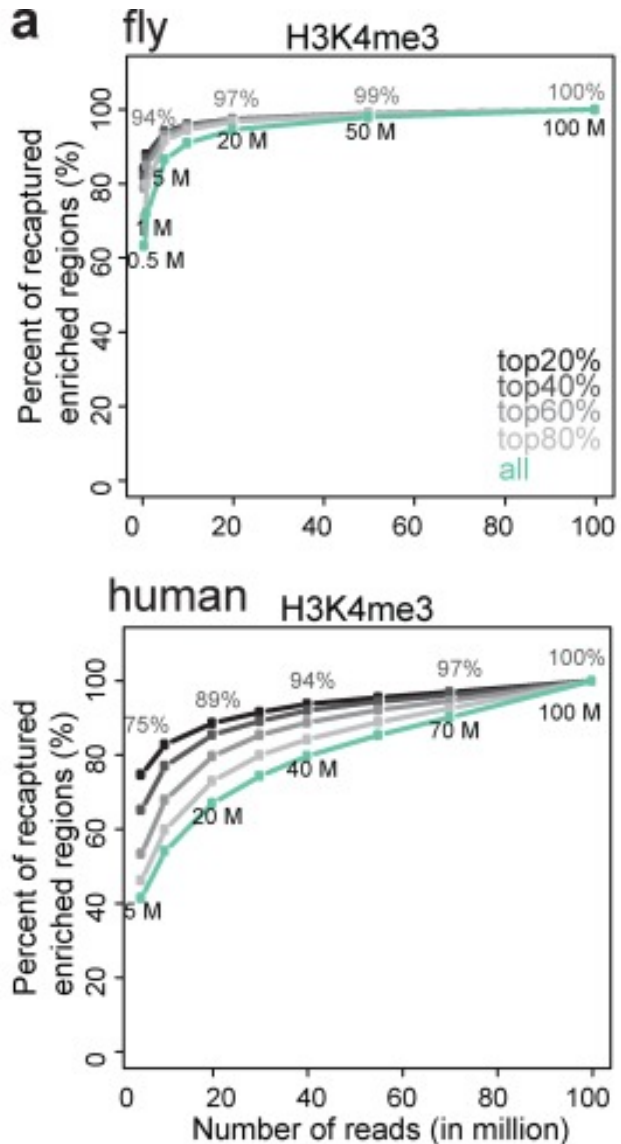 a fly
H3K4me3
Percent of recaptured
enriched regions (%)
100
80
60
40
20
0
94%
97%
99%
100%
5 M
20 M
50 M
100 M
1 M
0.5 M
top20%
top40%
top60%
top80%
all
0 20 40 60 80 100
human
H3K4me3
Percent of recaptured
enriched regions (%)
100
80
60
40
20
0
75%
89%
94%
97%
100%
5 M
20 M
40 M
70 M
100 M
0 20 40 60 80 100
Number of reads (in million)